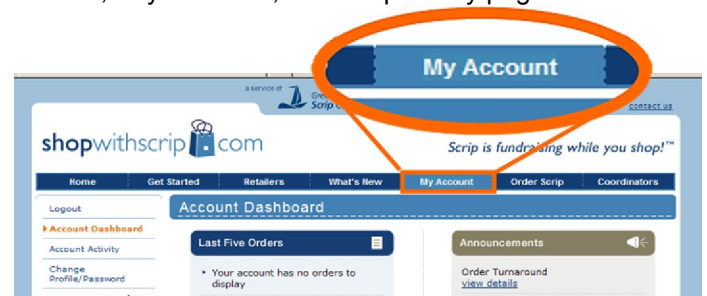 My Account
a service of
Scrip
contact us
shopwithscrip.com
Scrip is fundraising while you shop!™
Home Get Started Retailers What's New My Account Order Scrip Coordinators
Logout
Account Dashboard
Account Dashboard
Account Activity
Change
Profile/Password
Last Five Orders
Your account has no orders to
display
Announcements
Order Turnaround
view details